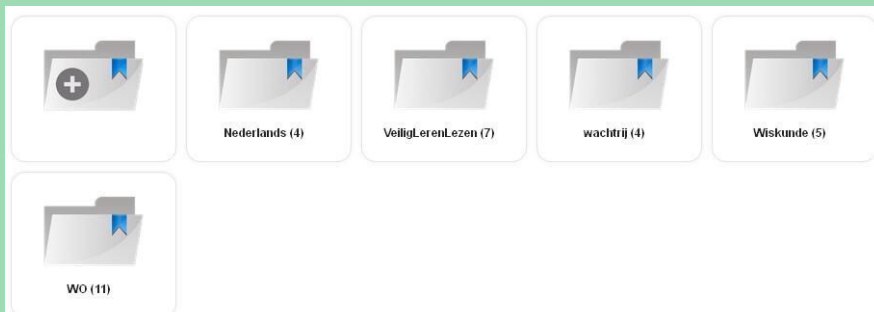 Nederlands (4)
VeiligLerenLezen (7)
wachtrij (4)
Wiskunde (5)
WO (11)